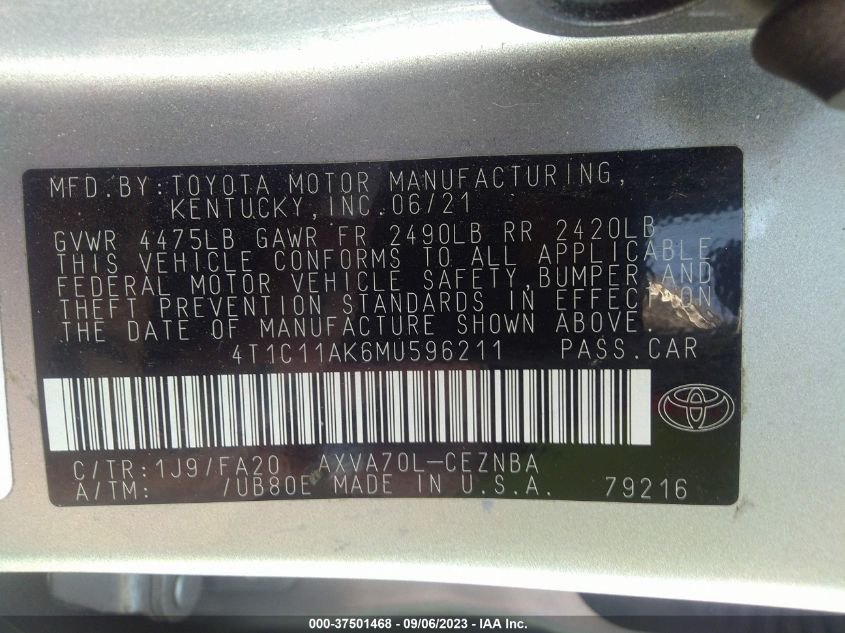 MFD.BY:TOYOTA MOTOR MANUFACTURING,
KENTUCKY, INC.06/21
GVWR 4475LB GAWR FR 2490LB RR 2420LB
THIS VEHICLE CONFORMS TO ALL APPLICABLE
FEDERAL MOTOR VEHICLE SAFETY,BUMPER,AND
THEFT PREVENTION STANDARDS IN EFFECT ON
THE DATE OF MANUFACTURE SHOWN ABOVE.
4T1C11AK6MU596211 PASS.CAR
C/TR:1J9/FA20 AXVA70L-CEZNBA
A/TM: /UB80E MADE IN U.S.A. 79216
000-37501468 - 09/06/2023 - IAA Inc.